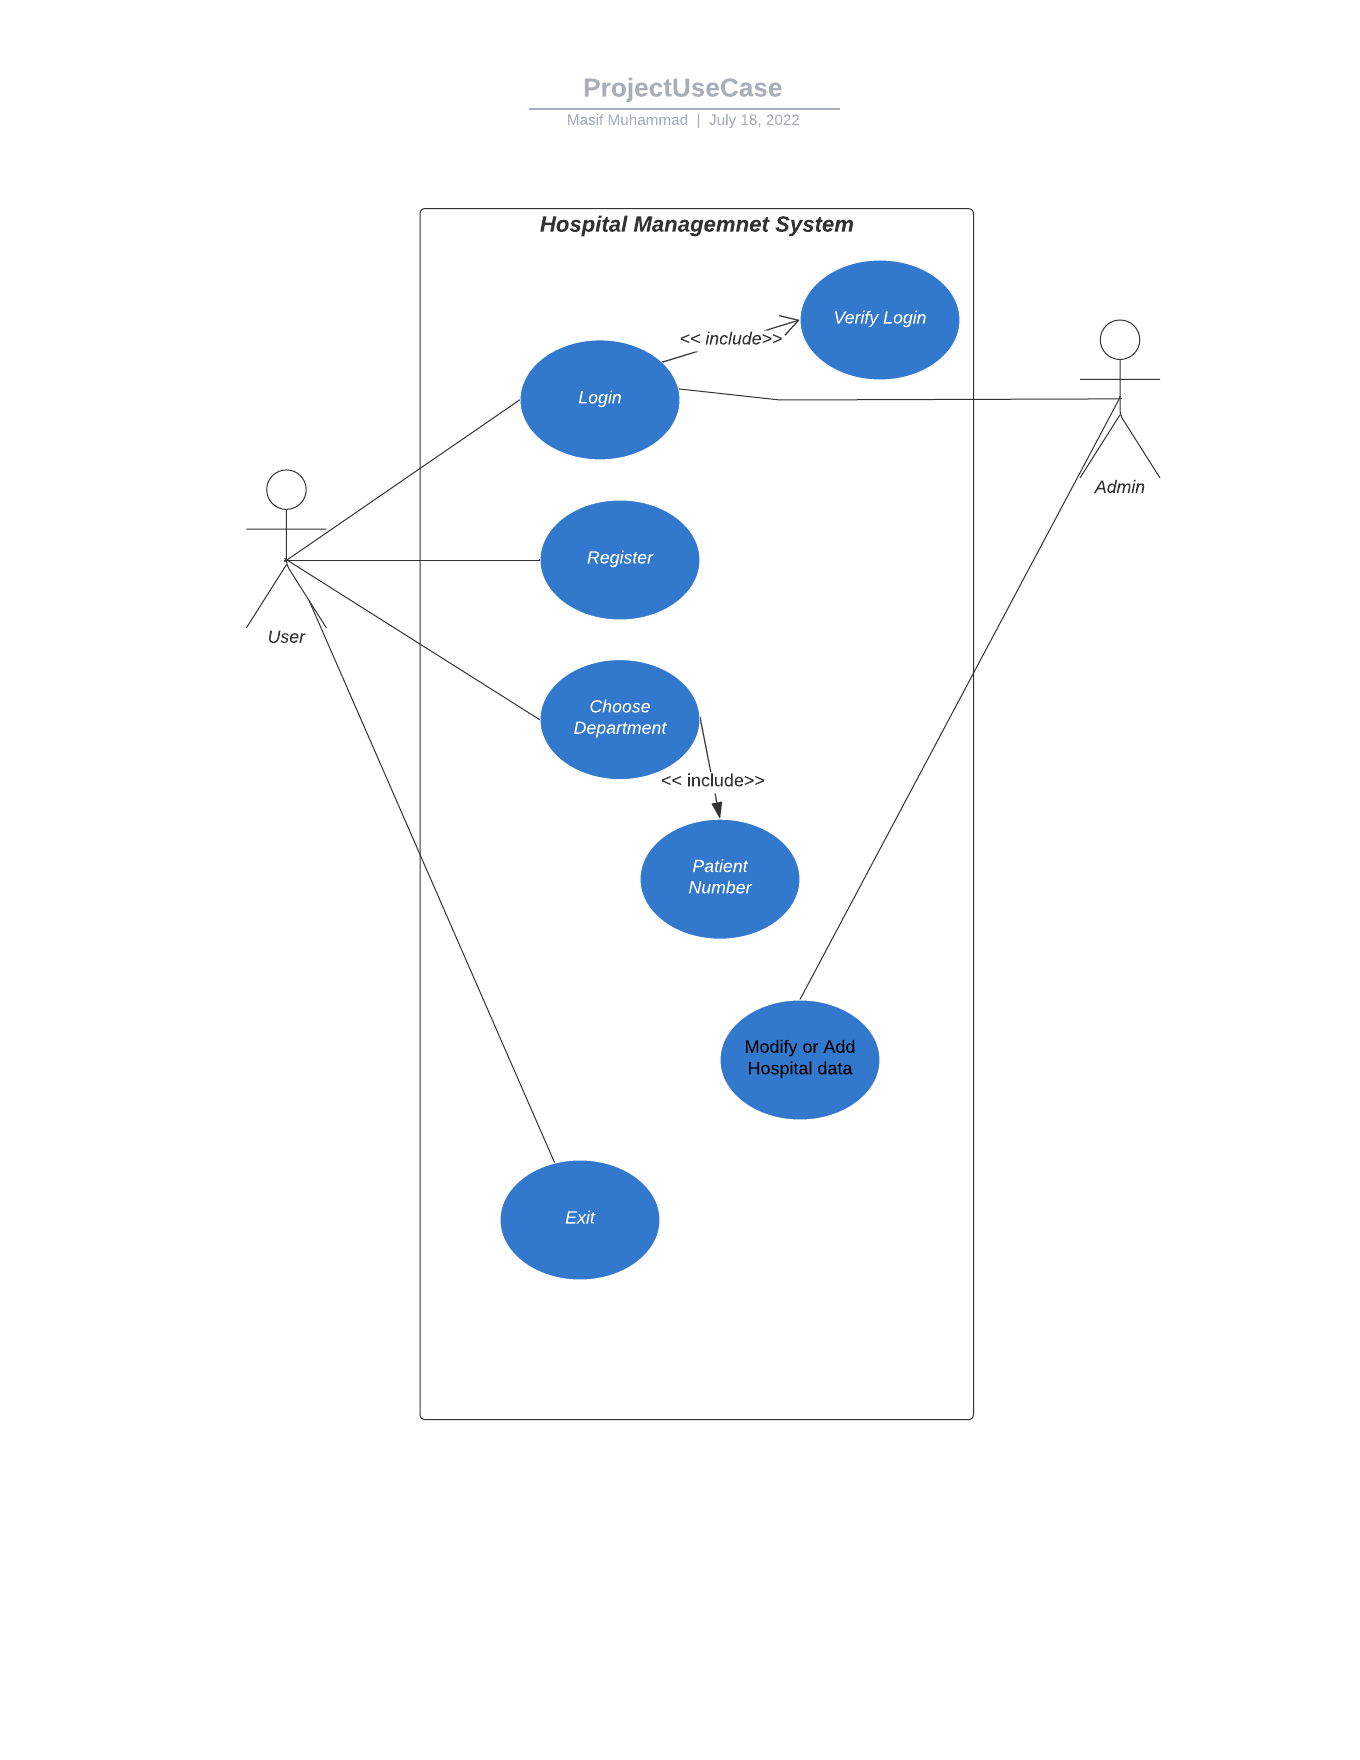 ProjectUseCase
Masif Muhammad | July 18, 2022
Hospital Managemnet System
Verify Login
<< include>>
Login
Admin
Register
User
Choose
Department
<< include>>
Patient
Number
Modify or Add
Hospital data
Exit